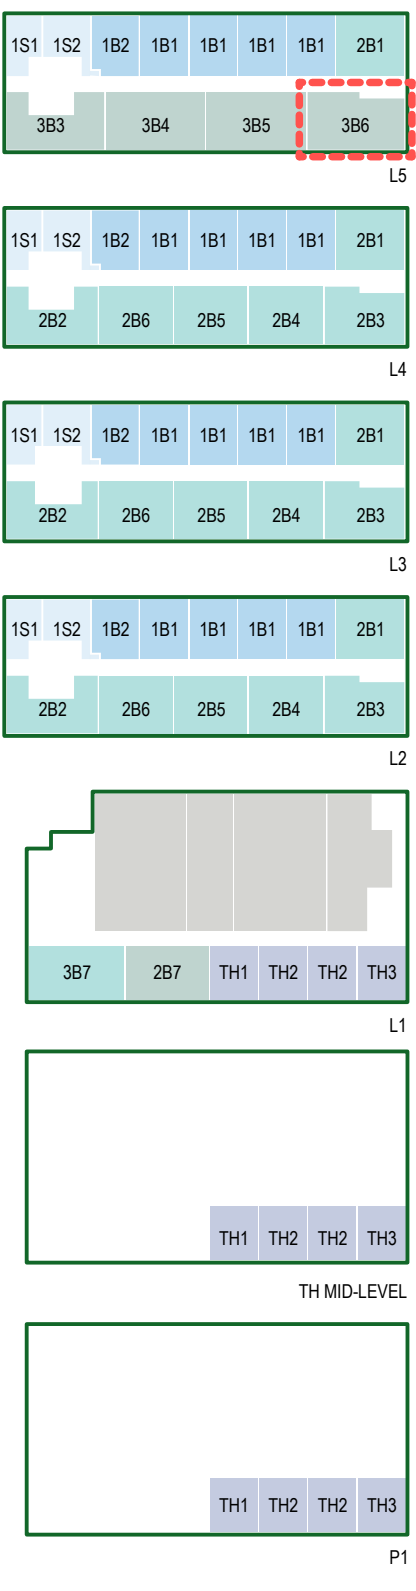 1S1 1S2 1B2 1B1 1B1 1B1 1B1 2B1
3B3 3B4 3B5 3B6
L5
1S1 1S2 1B2 1B1 1B1 1B1 1B1 2B1
2B2 2B6 2B5 2B4 2B3
L4
1S1 1S2 1B2 1B1 1B1 1B1 1B1 2B1
2B2 2B6 2B5 2B4 2B3
L3
1S1 1S2 1B2 1B1 1B1 1B1 1B1 2B1
2B2 2B6 2B5 2B4 2B3
L2
3B7 2B7 TH1 TH2 TH2 TH3
L1
TH1 TH2 TH2 TH3
TH MID-LEVEL
TH1 TH2 TH2 TH3
P1